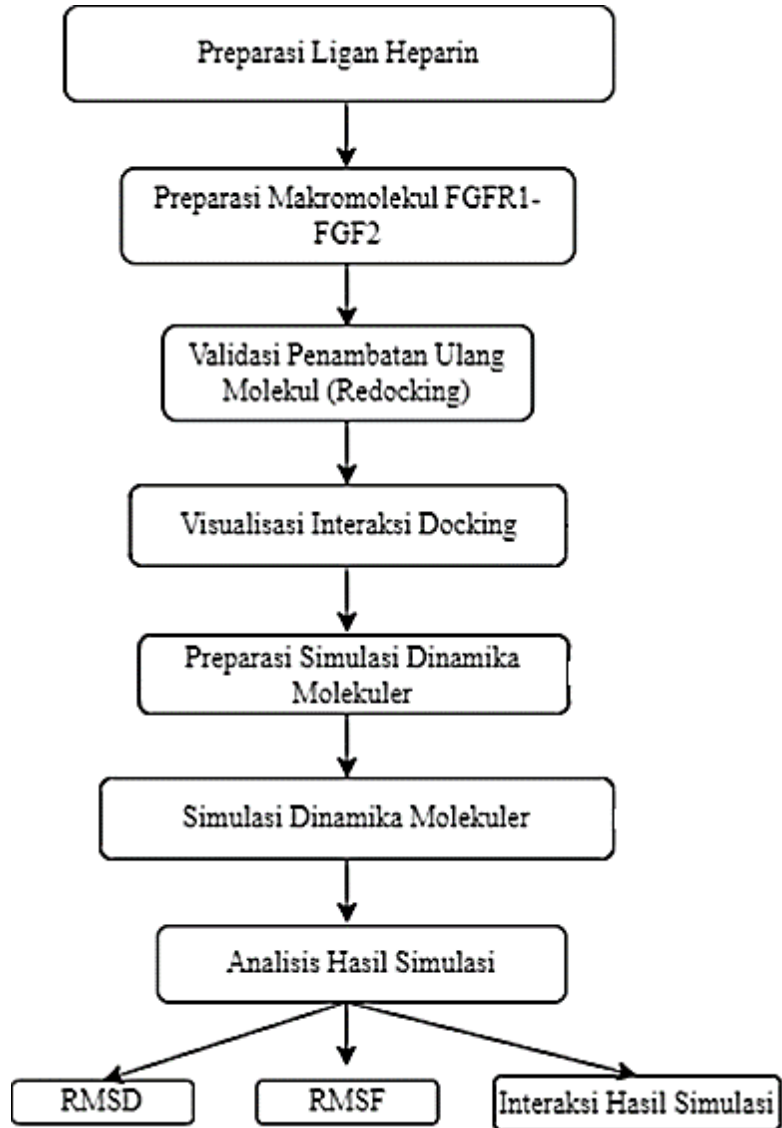 Preparasi Ligan Heparin
Preparasi Makromolekul FGFR1-
FGF2
Validasi Penambatan Ulang
Molekul (Redocking)
Visualisasi Interaksi Docking
Preparasi Simulasi Dinamika
Molekuler
Simulasi Dinamika Molekuler
Analisis Hasil Simulasi
RMSD
RMSF
Interaksi Hasil Simulasi